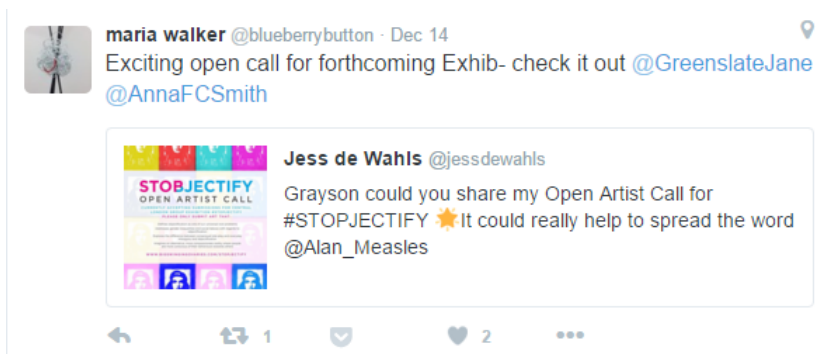 maria walker @blueberrybutton · Dec 14
Exciting open call for forthcoming Exhib- check it out @GreenslateJane
@AnnaFCSmith
Jess de Wahls @jessdewahls
Grayson could you share my Open Artist Call for
#STOPJECTIFY 🌟It could really help to spread the word
@Alan_Measles
STOBJECTIFY
OPEN ARTIST CALL
1
2